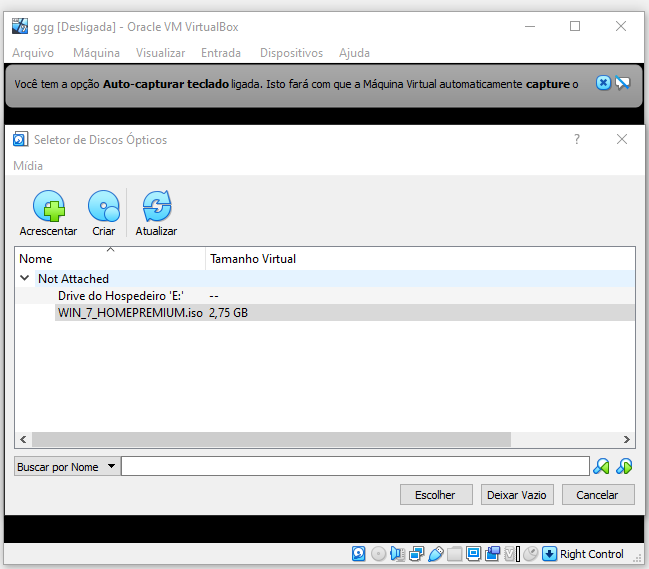 ggg [Desligada] - Oracle VM VirtualBox
Arquivo Máquina Visualizar Entrada Dispositivos Ajuda
Você tem a opção Auto-capturar teclado ligada. Isto fará com que a Máquina Virtual automaticamente capture o
Seletor de Discos Ópticos
?
Mídia
Acrescentar Criar Atualizar
Nome Tamanho Virtual
Not Attached
Drive do Hospedeiro 'E:' --
WIN_7_HOMEPREMIUM.iso 2,75 GB
Buscar por Nome
Escolher Deixar Vazio Cancelar
Right Control